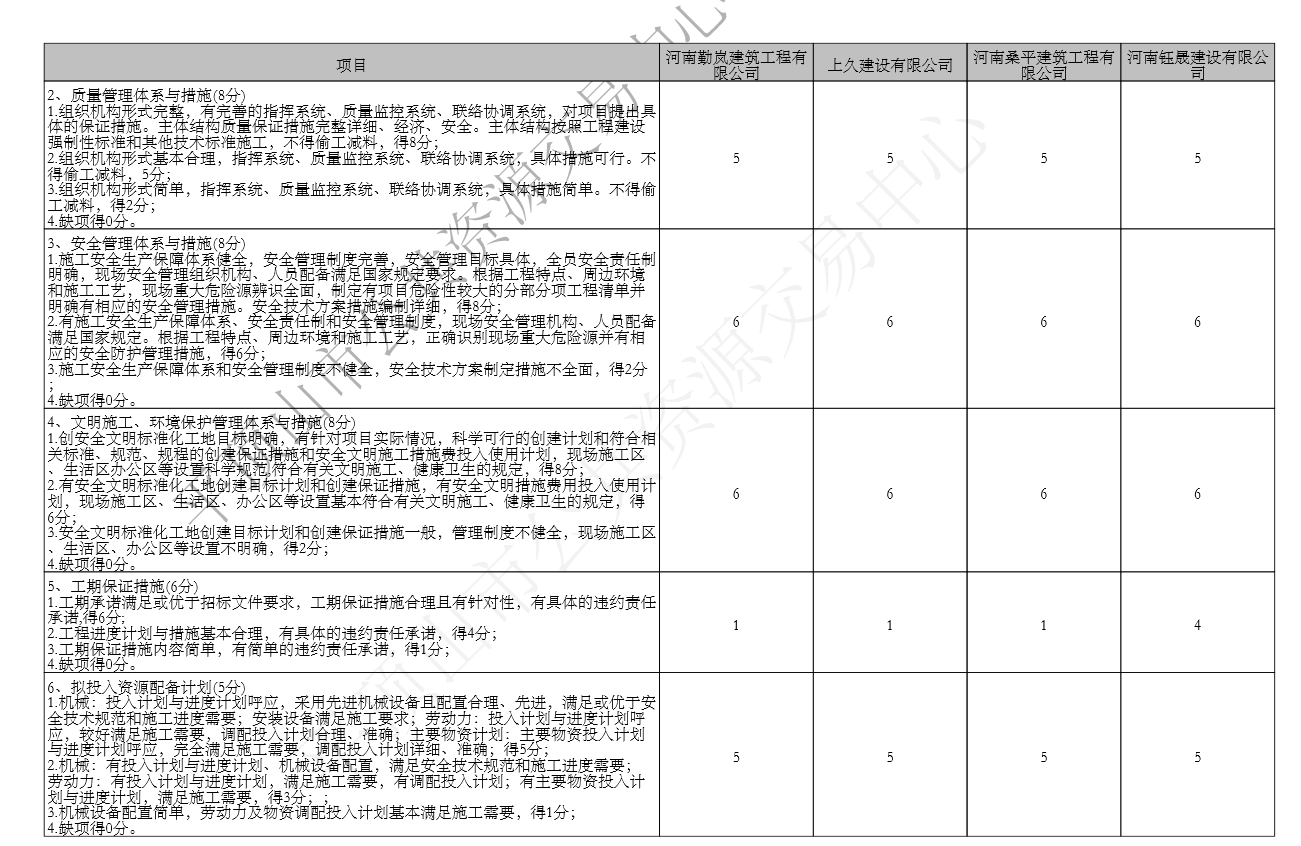 项目
河南勤岚建筑工程有
限公司
上久建设有限公司
河南桑平建筑工程有
限公司
河南钰晟建设有限公
司
2、质量管理体系与措施(8分)
1.组织机构形式完整，有完善的指挥系统、质量监控系统、联络协调系统，对项目提出具
体的保证措施。主体结构质量保证措施完整详细、经济、安全。主体结构按照工程建设
强制性标准和其他技术标准施工，不得偷工减料，得8分；
2.组织机构形式基本合理，指挥系统、质量监控系统、联络协调系统；具体措施可行。不
得偷工减料，5分；
3.组织机构形式简单，指挥系统、质量监控系统、联络协调系统；具体措施简单。不得偷
工减料，得2分；
4.缺项得0分。
5
5
5
5
3、安全管理体系与措施(8分)
1.施工安全生产保障体系健全，安全管理制度完善，安全管理目标具体，全员安全责任制
明确，现场安全管理组织机构、人员配备满足国家规定要求。根据工程特点、周边环境
和施工工艺，现场重大危险源辨识全面，制定有项目危险性较大的分部分项工程清单并
明确有相应的安全管理措施。安全技术方案措施编制详细，得8分；
2.有施工安全生产保障体系、安全责任制和安全管理制度，现场安全管理机构、人员配备
满足国家规定。根据工程特点、周边环境和施工工艺，正确识别现场重大危险源并有相
应的安全防护管理措施，得6分；
3.施工安全生产保障体系和安全管理制度不健全，安全技术方案制定措施不全面，得2分
；
4.缺项得0分。
6
6
6
6
4、文明施工、环境保护管理体系与措施(8分)
1.创安全文明标准化工地目标明确，有针对项目实际情况，科学可行的创建计划和符合相
关标准、规范、规程的创建保证措施和安全文明施工措施费投入使用计划，现场施工区
、生活区办公区等设置科学规范符合有关文明施工、健康卫生的规定，得8分；
2.有安全文明标准化工地创建目标计划和创建保证措施，有安全文明措施费用投入使用计
划，现场施工区、生活区、办公区等设置基本符合有关文明施工、健康卫生的规定，得
6分；
3.安全文明标准化工地创建目标计划和创建保证措施一般，管理制度不健全，现场施工区
、生活区、办公区等设置不明确，得2分；
4.缺项得0分。
6
6
6
6
5、工期保证措施(6分)
1.工期承诺满足或优于招标文件要求，工期保证措施合理且有针对性，有具体的违约责任
承诺,得6分;
2.工程进度计划与措施基本合理，有具体的违约责任承诺，得4分；
3.工期保证措施内容简单，有简单的违约责任承诺，得1分；
4.缺项得0分。
1
1
1
4
6、拟投入资源配备计划(5分)
1.机械：投入计划与进度计划呼应，采用先进机械设备且配置合理、先进，满足或优于安
全技术规范和施工进度需要；安装设备满足施工要求；劳动力：投入计划与进度计划呼
应，较好满足施工需要，调配投入计划合理、准确；主要物资计划：主要物资投入计划
与进度计划呼应，完全满足施工需要，调配投入计划详细、准确；得5分；
2.机械：有投入计划与进度计划、机械设备配置，满足安全技术规范和施工进度需要；
劳动力：有投入计划与进度计划，满足施工需要，有调配投入计划；有主要物资投入计
划与进度计划，满足施工需要，得3分；；
3.机械设备配置简单，劳动力及物资调配投入计划基本满足施工需要，得1分；
4.缺项得0分。
5
5
5
5
平顶山市公共资源交易中心
平顶山市公共资源交易中心